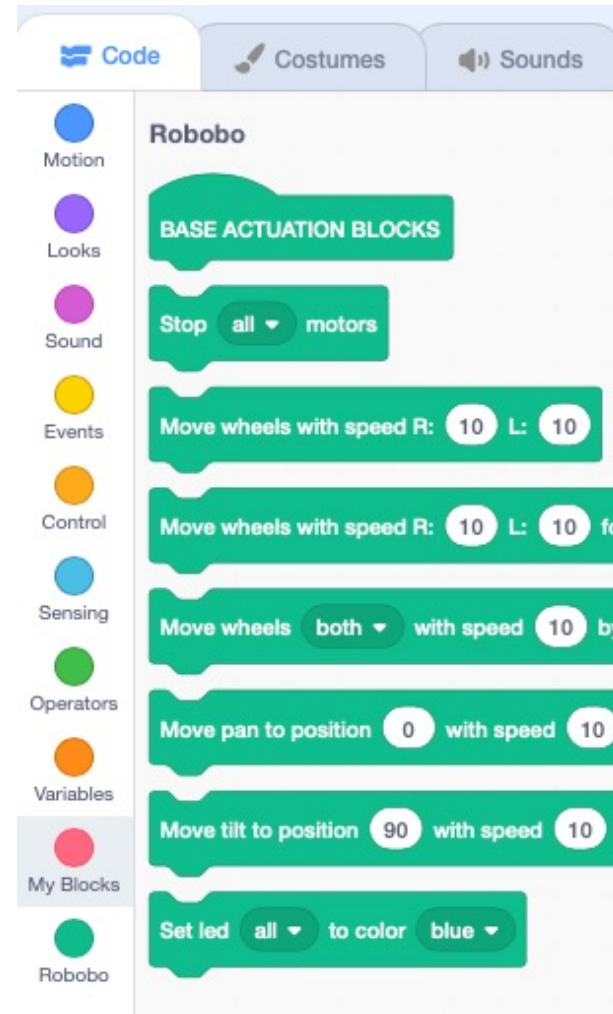 Code
Costumes
Sounds
Motion
Looks
Sound
Events
Control
Sensing
Operators
Variables
My Blocks
Robobo
Robobo
BASE ACTUATION BLOCKS
Stop all motors
Move wheels with speed R: 10 L: 10
Move wheels with speed R: 10 L: 10 fo
Move wheels both with speed 10 by
Move pan to position 0 with speed 10
Move tilt to position 90 with speed 10
Set led all to color blue